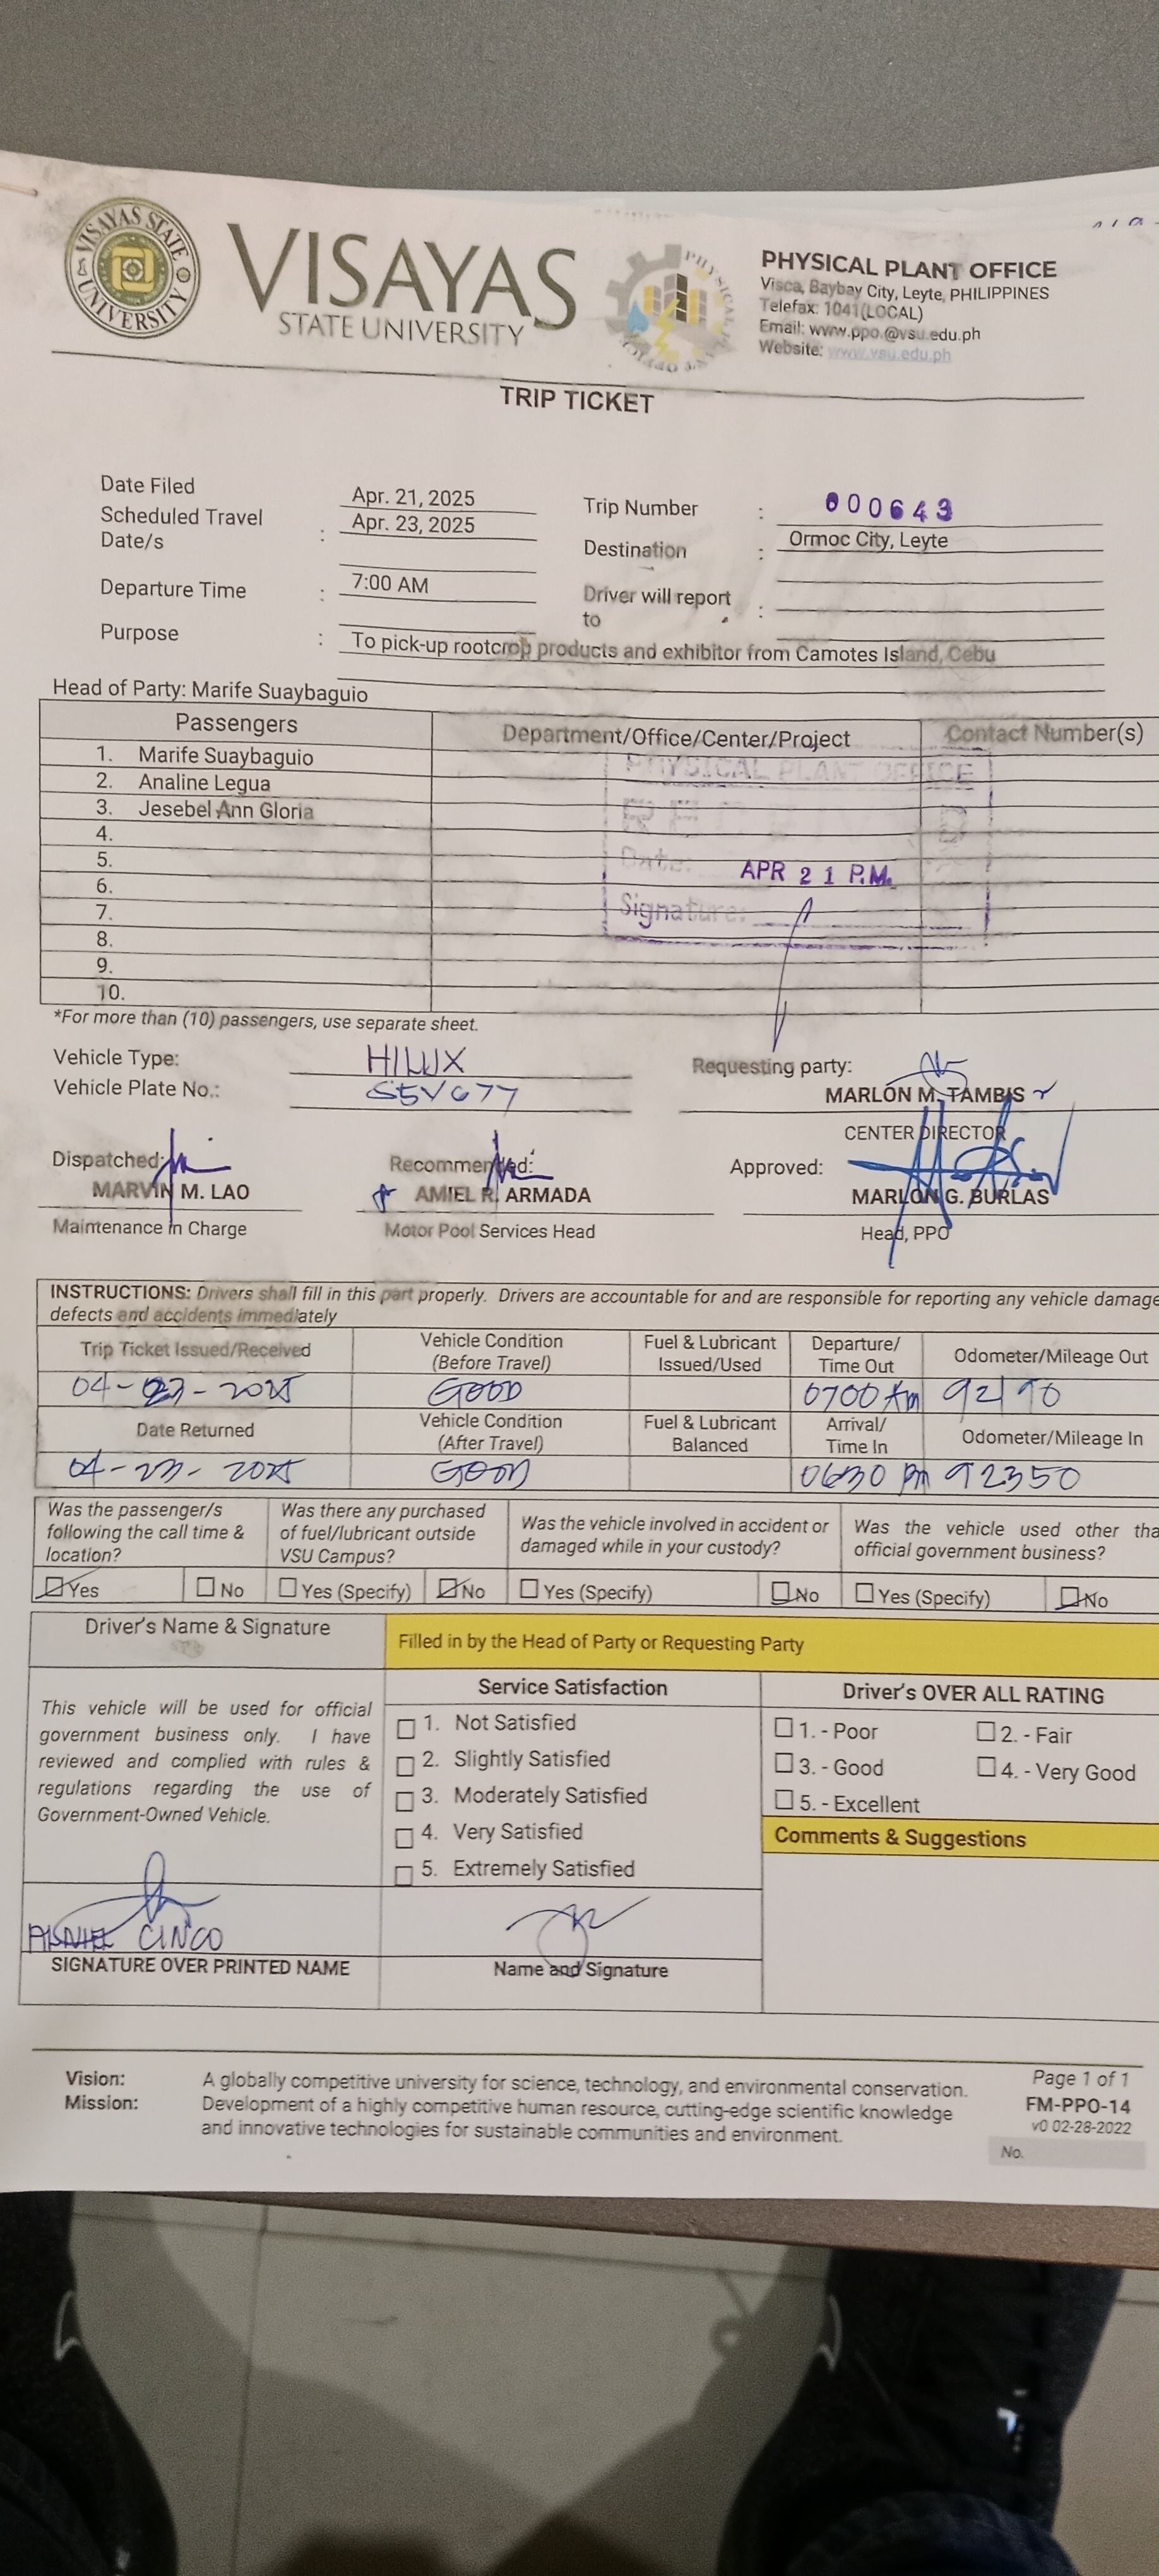 VISAYAS STATE UNIVERSITY
VISAYAS
STATE UNIVERSITY
PHYSICAL PLANT OFFICE
Visca, Baybay City, Leyte, PHILIPPINES
Telefax: 1041(LOCAL)
Email: www.ppo.@vsu.edu.ph
Website: www.vsu.edu.ph
TRIP TICKET
Date Filed Apr. 21, 2025
Trip Number : 000643
Scheduled Travel Date/s : Apr. 23, 2025
Destination : Ormoc City, Leyte
Departure Time : 7:00 AM
Driver will report to :
Purpose : To pick-up rootcrop products and exhibitor from Camotes Island, Cebu
Head of Party: Marife Suaybaguio
Passengers Department/Office/Center/Project Contact Number(s)
1. Marife Suaybaguio
2. Analine Legua
3. Jesebel Ann Gloria
4.
5.
6.
7.
8.
9.
10.
PHYSICAL PLANT OFFICE
RECEIVED
Date: APR 21 P.M.
Signature:
*For more than (10) passengers, use separate sheet.
Vehicle Type: HILUX
Requesting party:
Vehicle Plate No.:
MARLON M. TAMBIS
CENTER DIRECTOR
Dispatched: Recommended: Approved:
MARVIN M. LAO AMIEL R. ARMADA MARLON G. BURLAS
Maintenance in Charge Motor Pool Services Head Head, PPO
INSTRUCTIONS: Drivers shall fill in this part properly. Drivers are accountable for and are responsible for reporting any vehicle damage
defects and accidents immediately
Trip Ticket Issued/Received Vehicle Condition (Before Travel) Fuel & Lubricant Issued/Used Departure/ Time Out Odometer/Mileage Out
04-23-2025 GOOD 0700 Am 92190
Date Returned Vehicle Condition (After Travel) Fuel & Lubricant Balanced Arrival/ Time In Odometer/Mileage In
04-23-2025 GOOD 0630 Pm 92350
Was the passenger/s following the call time & location?
Was there any purchased of fuel/lubricant outside VSU Campus?
Was the vehicle involved in accident or damaged while in your custody?
Was the vehicle used other tha official government business?
Yes No Yes (Specify) No Yes (Specify) No Yes (Specify) No
Driver's Name & Signature
Filled in by the Head of Party or Requesting Party
This vehicle will be used for official
government business only. I have
reviewed and complied with rules &
regulations regarding the use of
Government-Owned Vehicle.
Service Satisfaction
1. Not Satisfied
2. Slightly Satisfied
3. Moderately Satisfied
4. Very Satisfied
5. Extremely Satisfied
Driver's OVER ALL RATING
1. - Poor 2. - Fair
3. - Good 4. - Very Good
5. - Excellent
Comments & Suggestions
CINCO
SIGNATURE OVER PRINTED NAME
Name and Signature
Vision: A globally competitive university for science, technology, and environmental conservation.
Mission: Development of a highly competitive human resource, cutting-edge scientific knowledge
and innovative technologies for sustainable communities and environment.
Page 1 of 1
FM-PPO-14
v0 02-28-2022
No.